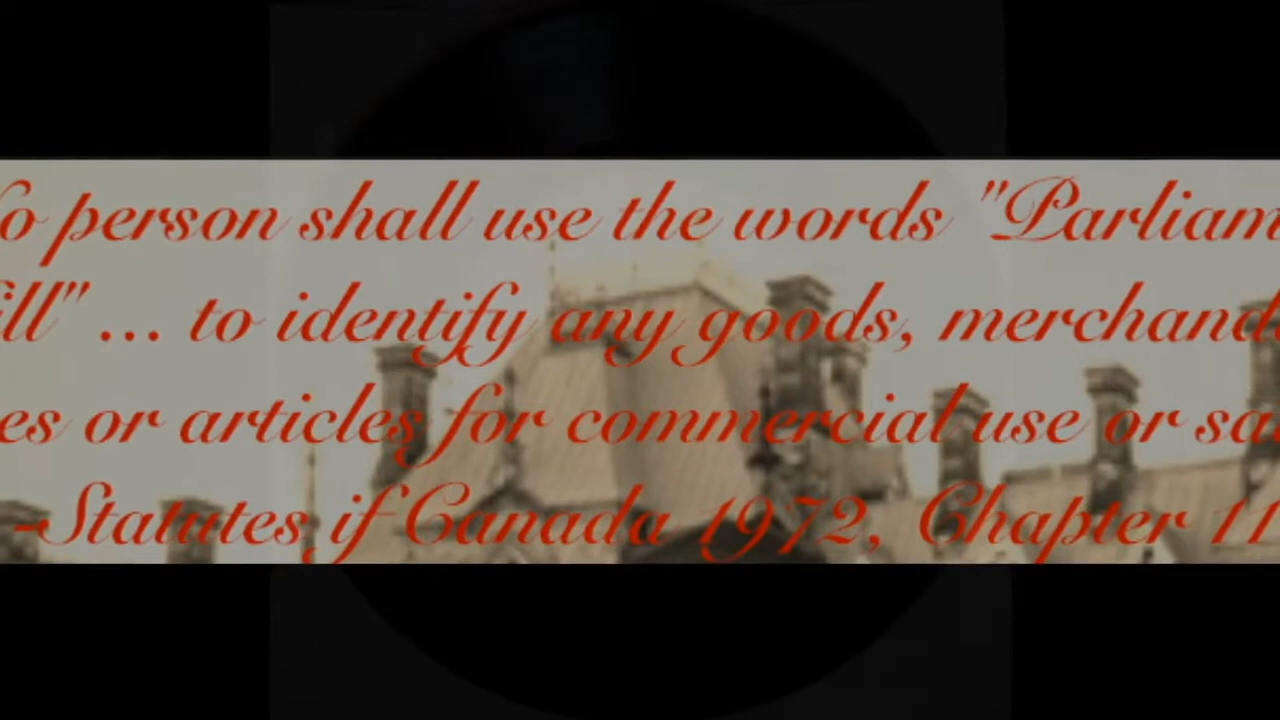 o person shall use the words "Parliam
ill" ... to identify any goods, merchand
es or articles for commercial use or sa
-Statutes if Canada 1972, Chapter 11